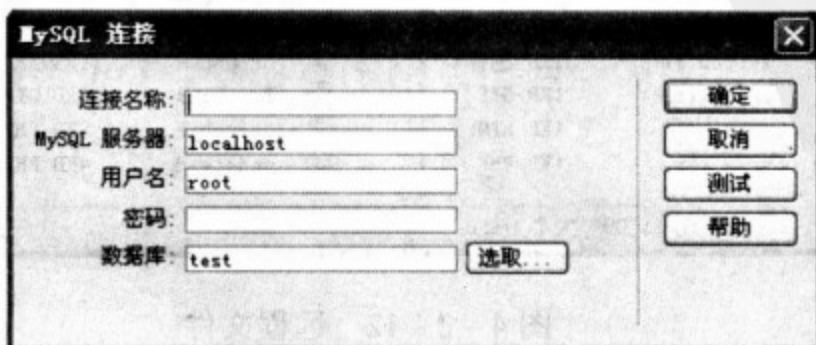 MySQL 连接
连接名称:
确定
MySQL 服务器: localhost
取消
用户名: root
测试
密码:
帮助
数据库: test 选取...